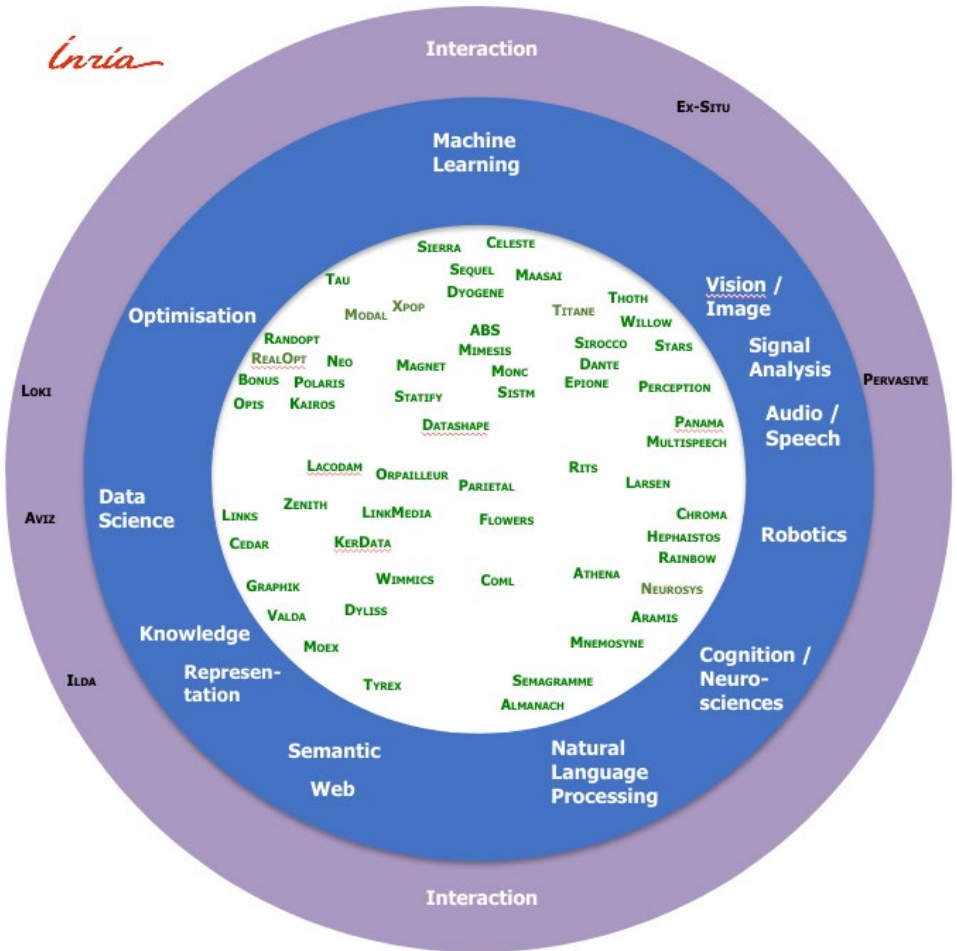 Inria
Interaction
Ex-Situ
Machine
Learning
Sierra
Celeste
Tau
Sequel
Maasai
Dyogene
Vision /
Image
Optimisation
Modal
Xpop
Titane
Thoth
Willow
Randopt
ABS
Sirocco
Stars
Signal
Analysis
RealOpt
Neo
Mimesis
Magnet
Monc
Dante
Loki
Bonus
Polaris
Epione
Perception
Pervasive
Opis
Kairos
Statify
Sistm
Audio /
Speech
Datashape
Panama
Multispeech
Lacodam
Orpailleur
Parietal
Rits
Larsen
Data
Science
Aviz
Links
Zenith
LinkMedia
Flowers
Chroma
Robotics
Cedar
KerData
Hephaistos
Rainbow
Graphik
Wimmics
Coml
Athena
Neurosys
Valda
Dyliss
Aramis
Knowledge
Represen-
tation
Moex
Mnemosyne
Cognition /
Neuro-
sciences
Ilda
Tyrex
Semagramme
Almanach
Semantic
Web
Natural
Language
Processing
Interaction